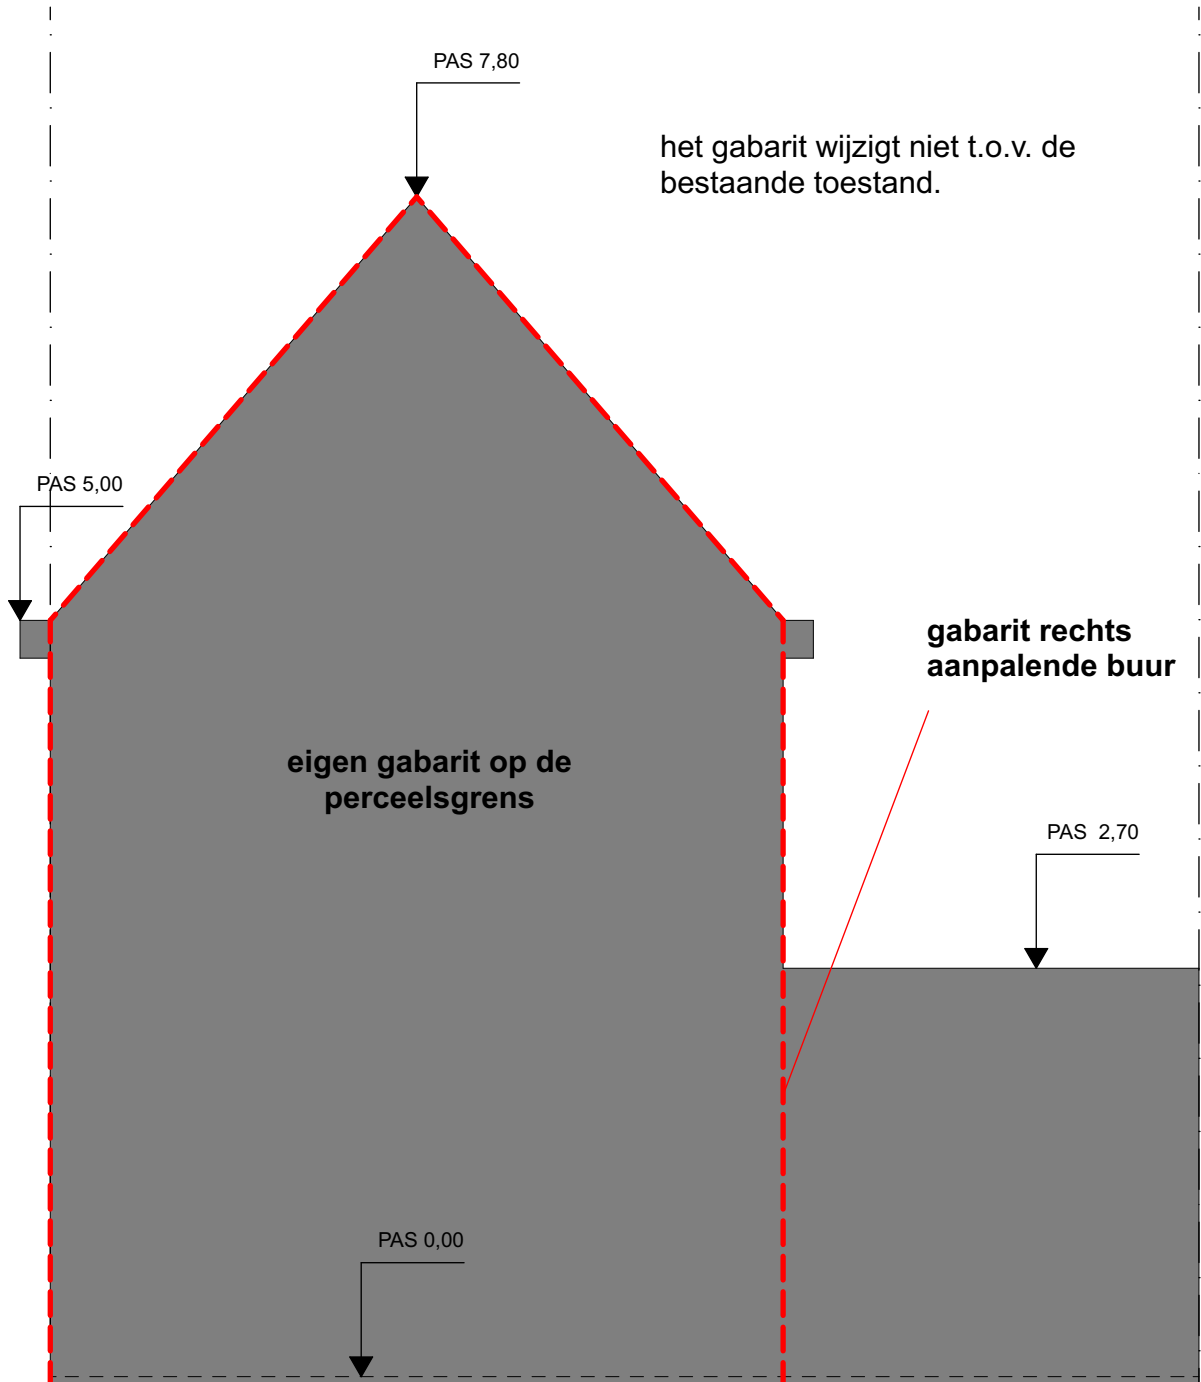 PAS 7,80
het gabarit wijzigt niet t.o.v. de
bestaande toestand.
PAS 5,00
gabarit rechts
aanpalende buur
eigen gabarit op de
perceelsgrens
PAS 2,70
PAS 0,00